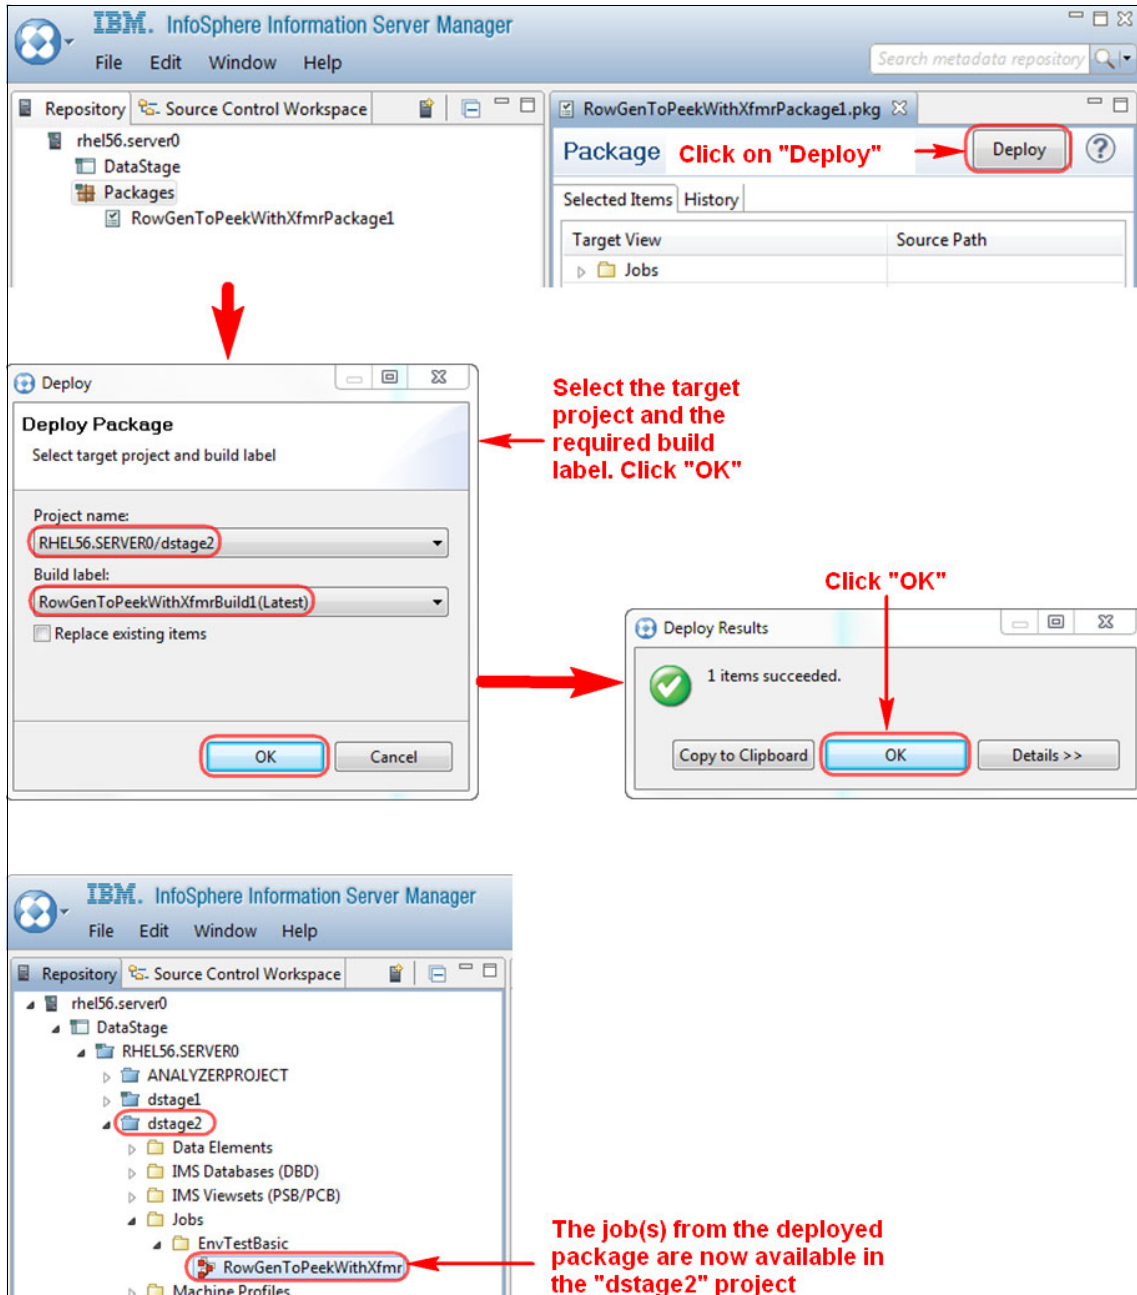 IBM. InfoSphere Information Server Manager
File Edit Window Help
Search metadata repository
Repository Source Control Workspace
rhel56.server0
DataStage
Packages
RowGenToPeekWithXfmrPackage1
RowGenToPeekWithXfmrPackage1.pkg
Package Click on "Deploy" Deploy ?
Selected Items History
Target View Source Path
Jobs
Deploy
Deploy Package
Select target project and build label
Project name:
RHEL56.SERVER0/dstage2
Build label:
RowGenToPeekWithXfmrBuild1(Latest)
Replace existing items
OK Cancel
Select the target
project and the
required build
label. Click "OK"
Click "OK"
Deploy Results
1 items succeeded.
Copy to Clipboard OK Details >>
IBM. InfoSphere Information Server Manager
File Edit Window Help
Repository Source Control Workspace
rhel56.server0
DataStage
RHEL56.SERVER0
ANALYZERPROJECT
dstage1
dstage2
Data Elements
IMS Databases (DBD)
IMS Viewsets (PSB/PCB)
Jobs
EnvTestBasic
RowGenToPeekWithXfmr
Machine Profiles
The job(s) from the deployed
package are now available in
the "dstage2" project